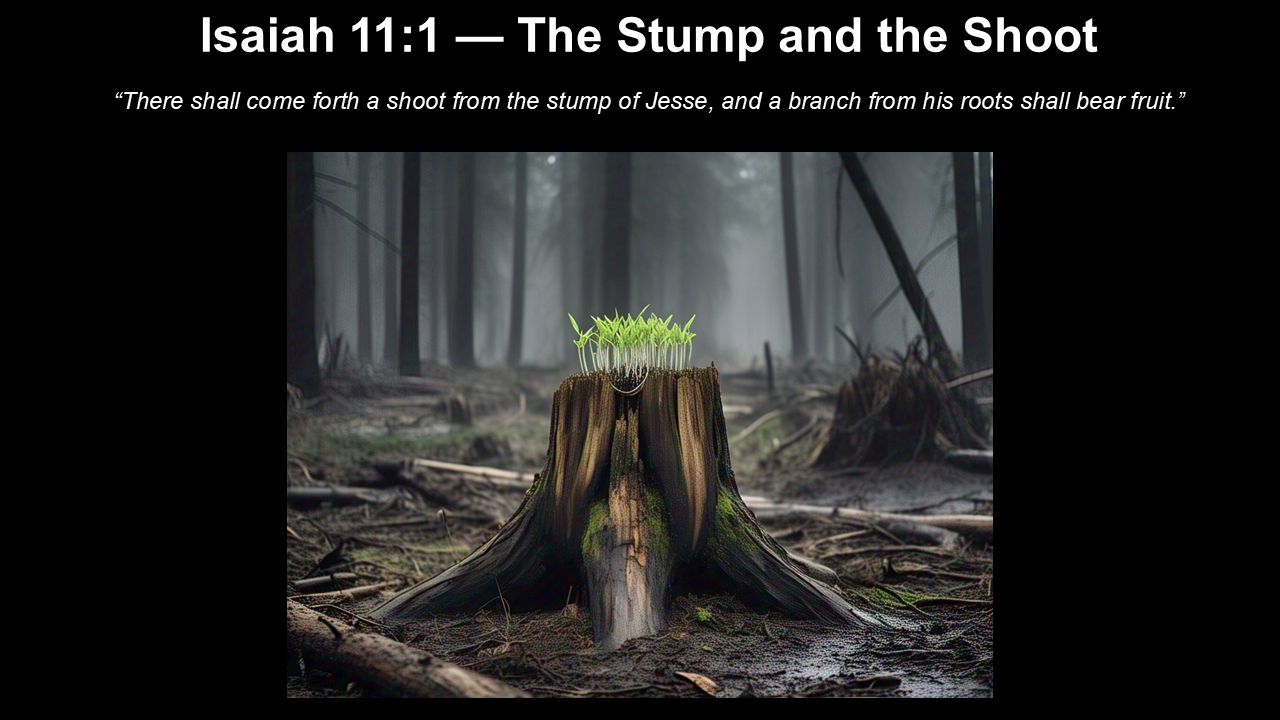 Isaiah 11:1 — The Stump and the Shoot
“There shall come forth a shoot from the stump of Jesse, and a branch from his roots shall bear fruit.”